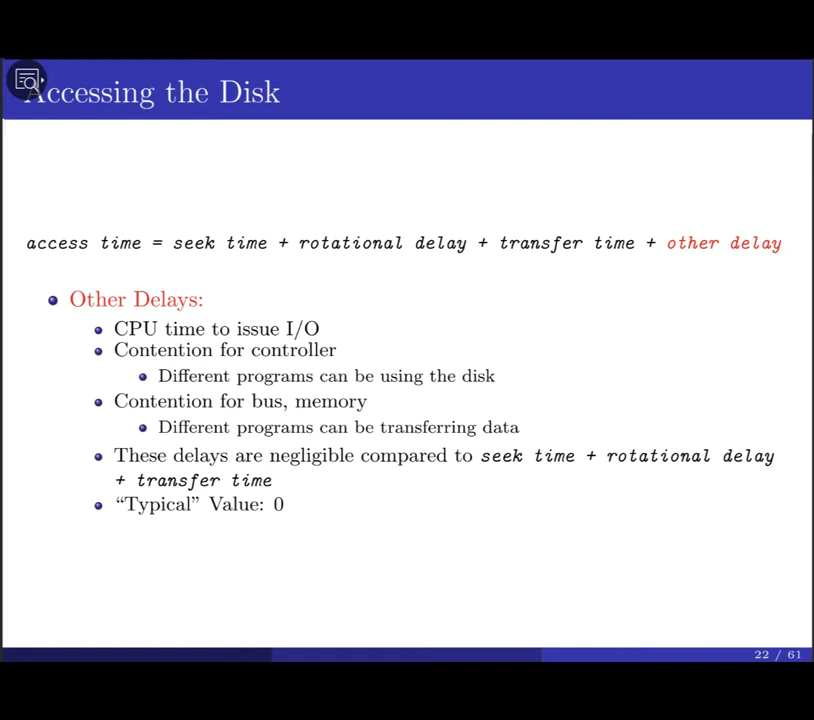 Accessing the Disk
access time = seek time + rotational delay + transfer time + other delay
Other Delays:
CPU time to issue I/O
Contention for controller
Different programs can be using the disk
Contention for bus, memory
Different programs can be transferring data
These delays are negligible compared to seek time + rotational delay
+ transfer time
“Typical” Value: 0
22 / 61